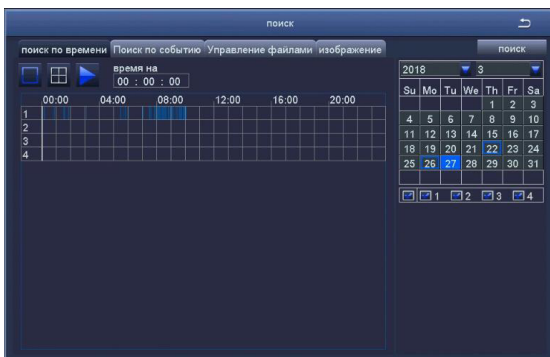 поиск
поиск по времени Поиск по событию Управление файлами изображение поиск
время на
00 : 00 : 00
2018 3
Su Mo Tu We Th Fr Sa
1 2 3
4 5 6 7 8 9 10
11 12 13 14 15 16 17
18 19 20 21 22 23 24
25 26 27 28 29 30 31
00:00 04:00 08:00 12:00 16:00 20:00
1
2
3
4
1 2 3 4